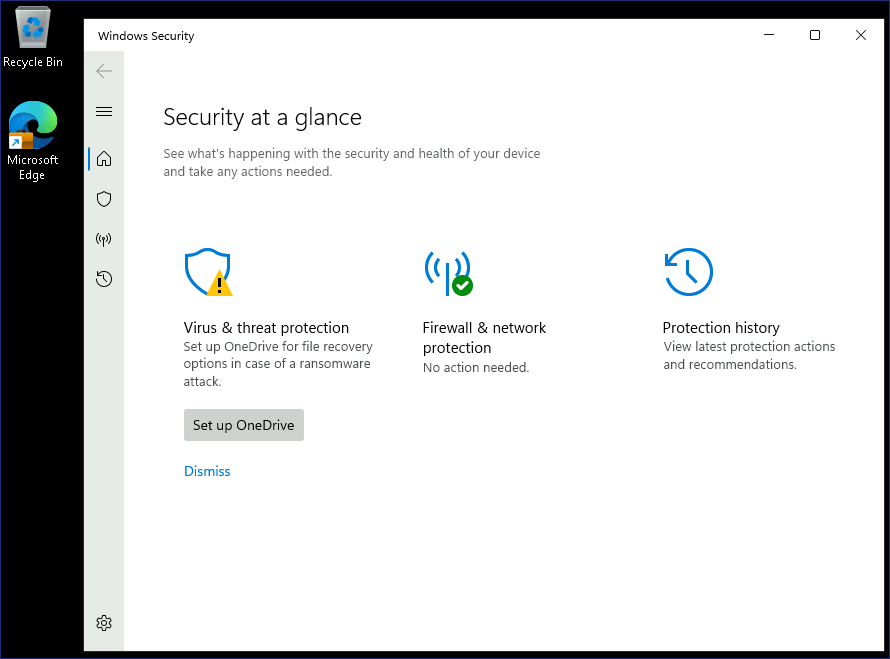 Recycle Bin
Microsoft
Edge
Windows Security
Security at a glance
See what's happening with the security and health of your device
and take any actions needed.
Virus & threat protection
Set up OneDrive for file recovery
options in case of a ransomware
attack.
Set up OneDrive
Dismiss
Firewall & network
protection
No action needed.
Protection history
View latest protection actions
and recommendations.